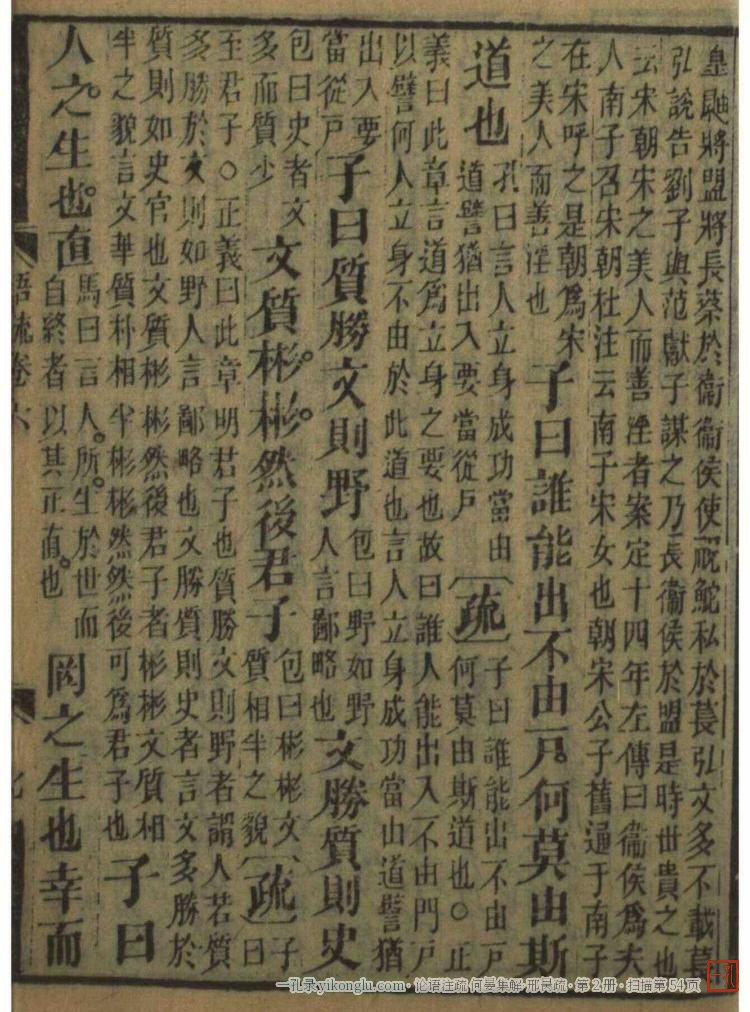 皇鼬將盟將長蔡於衛衛侯使祝鮀私於萇弘文多不載萇
弘說告劉子與范獻子謀之乃長衛侯於盟是時世貴之也
云宋朝宋之美人而善淫者案定十四年左傳曰衞侯為夫
人南子召宋朝杜注云南子宋女也朝宋公子舊通于南子
在宋呼之是朝為宋
之美人而善淫也
子曰誰能出不由戶何莫由斯
道也
孔曰言人立身成功當由
道譬猶出入要當從戶
疏
子曰誰能出不由戶
何莫由斯道也○正
義曰此章言道為立身之要也故曰誰人能出入不由門戶
以譬何人立身不由於此道也言人立身成功當由道譬猶
出入要
當從戶
子曰質勝文則野
包曰野如野
人言鄙略也
文勝質則史
包曰史者文
多而質少
文質彬彬然後君子
包曰彬彬文
質相半之貌
疏
子
曰
至君子○正義曰此章明君子也質勝文則野者謂人若質
多勝於文則如野人言鄙略也文勝質則史者言文多勝於
質則如史官也文質彬彬然後君子者彬彬文質相
半之貌言文華質朴相半彬彬然然後可為君子也
子曰
人之生也直
馬曰言人所生於世而
自終者以其正直也
罔之生也幸而
語疏卷六
一孔录yikonglu.com · 论语注疏 何晏集解 邢昺疏 · 第2册 · 扫描第54页